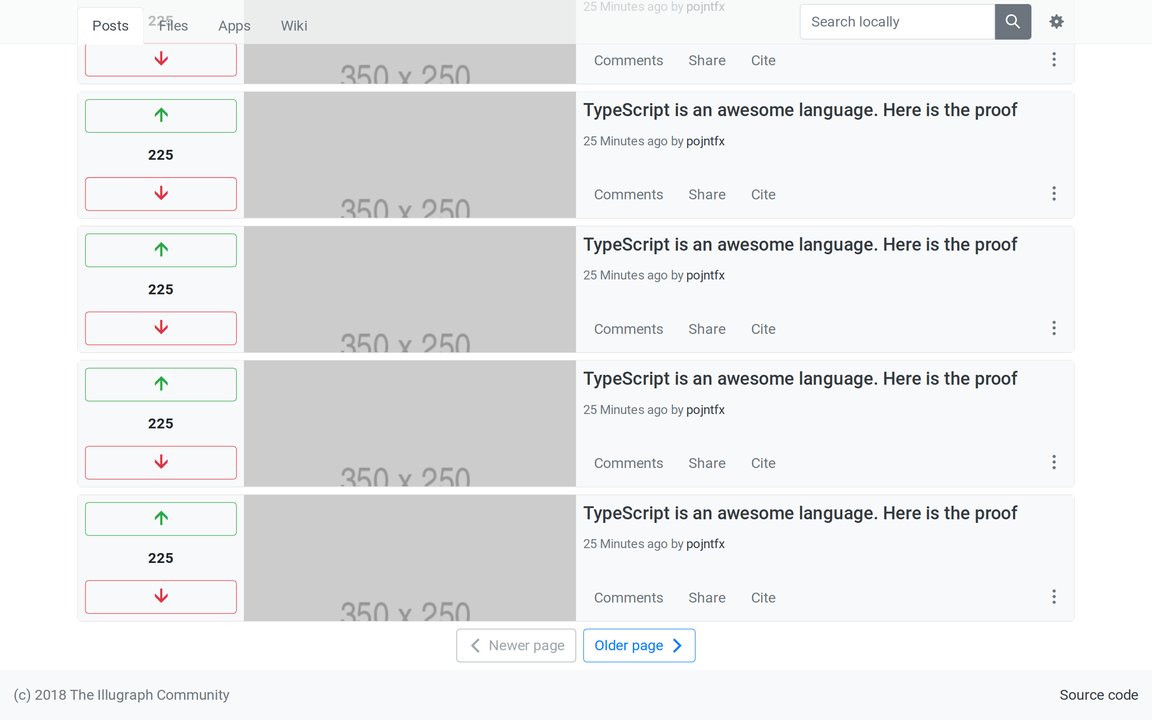 Posts Files Apps Wiki Search locally
225
25 Minutes ago by pojntfx
350 x 250
Comments Share Cite
TypeScript is an awesome language. Here is the proof
25 Minutes ago by pojntfx
225
350 x 250
Comments Share Cite
TypeScript is an awesome language. Here is the proof
25 Minutes ago by pojntfx
225
350 x 250
Comments Share Cite
TypeScript is an awesome language. Here is the proof
25 Minutes ago by pojntfx
225
350 x 250
Comments Share Cite
TypeScript is an awesome language. Here is the proof
25 Minutes ago by pojntfx
225
350 x 250
Comments Share Cite
Newer page Older page
(c) 2018 The Illugraph Community Source code